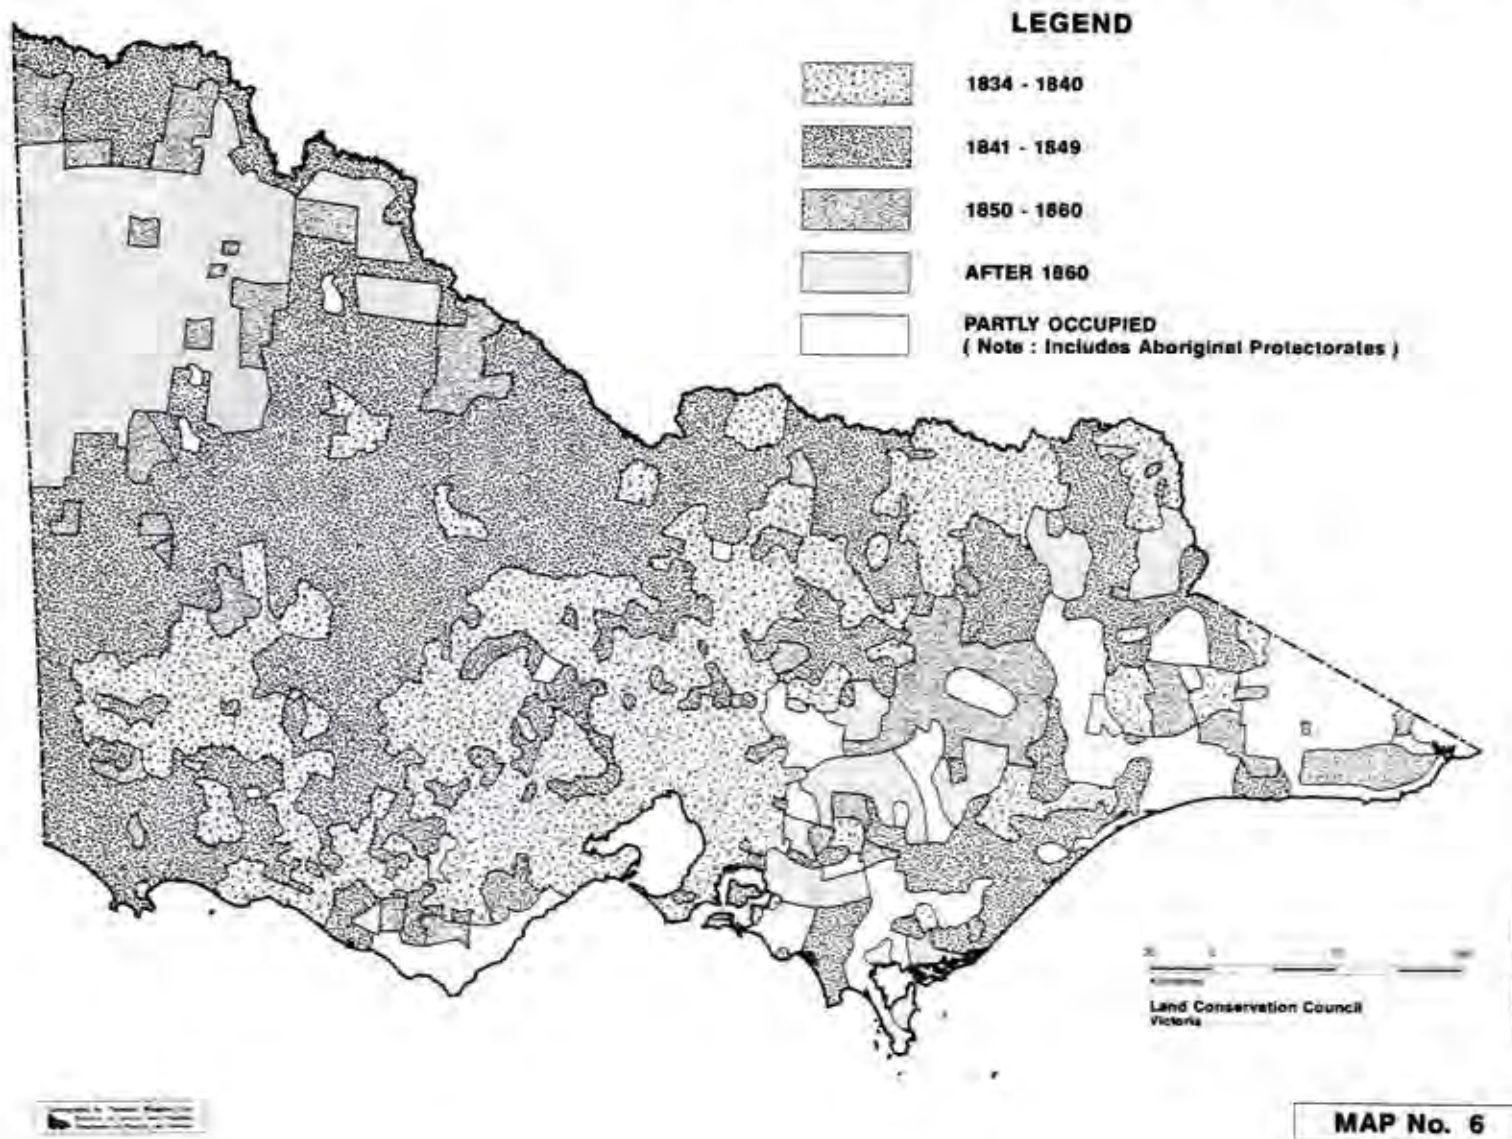 LEGEND
1834 - 1840
1841 - 1849
1850 - 1860
AFTER 1860
PARTLY OCCUPIED
( Note : Includes Aboriginal Protectorates )
Land Conservation Council
Victoria
MAP No. 6